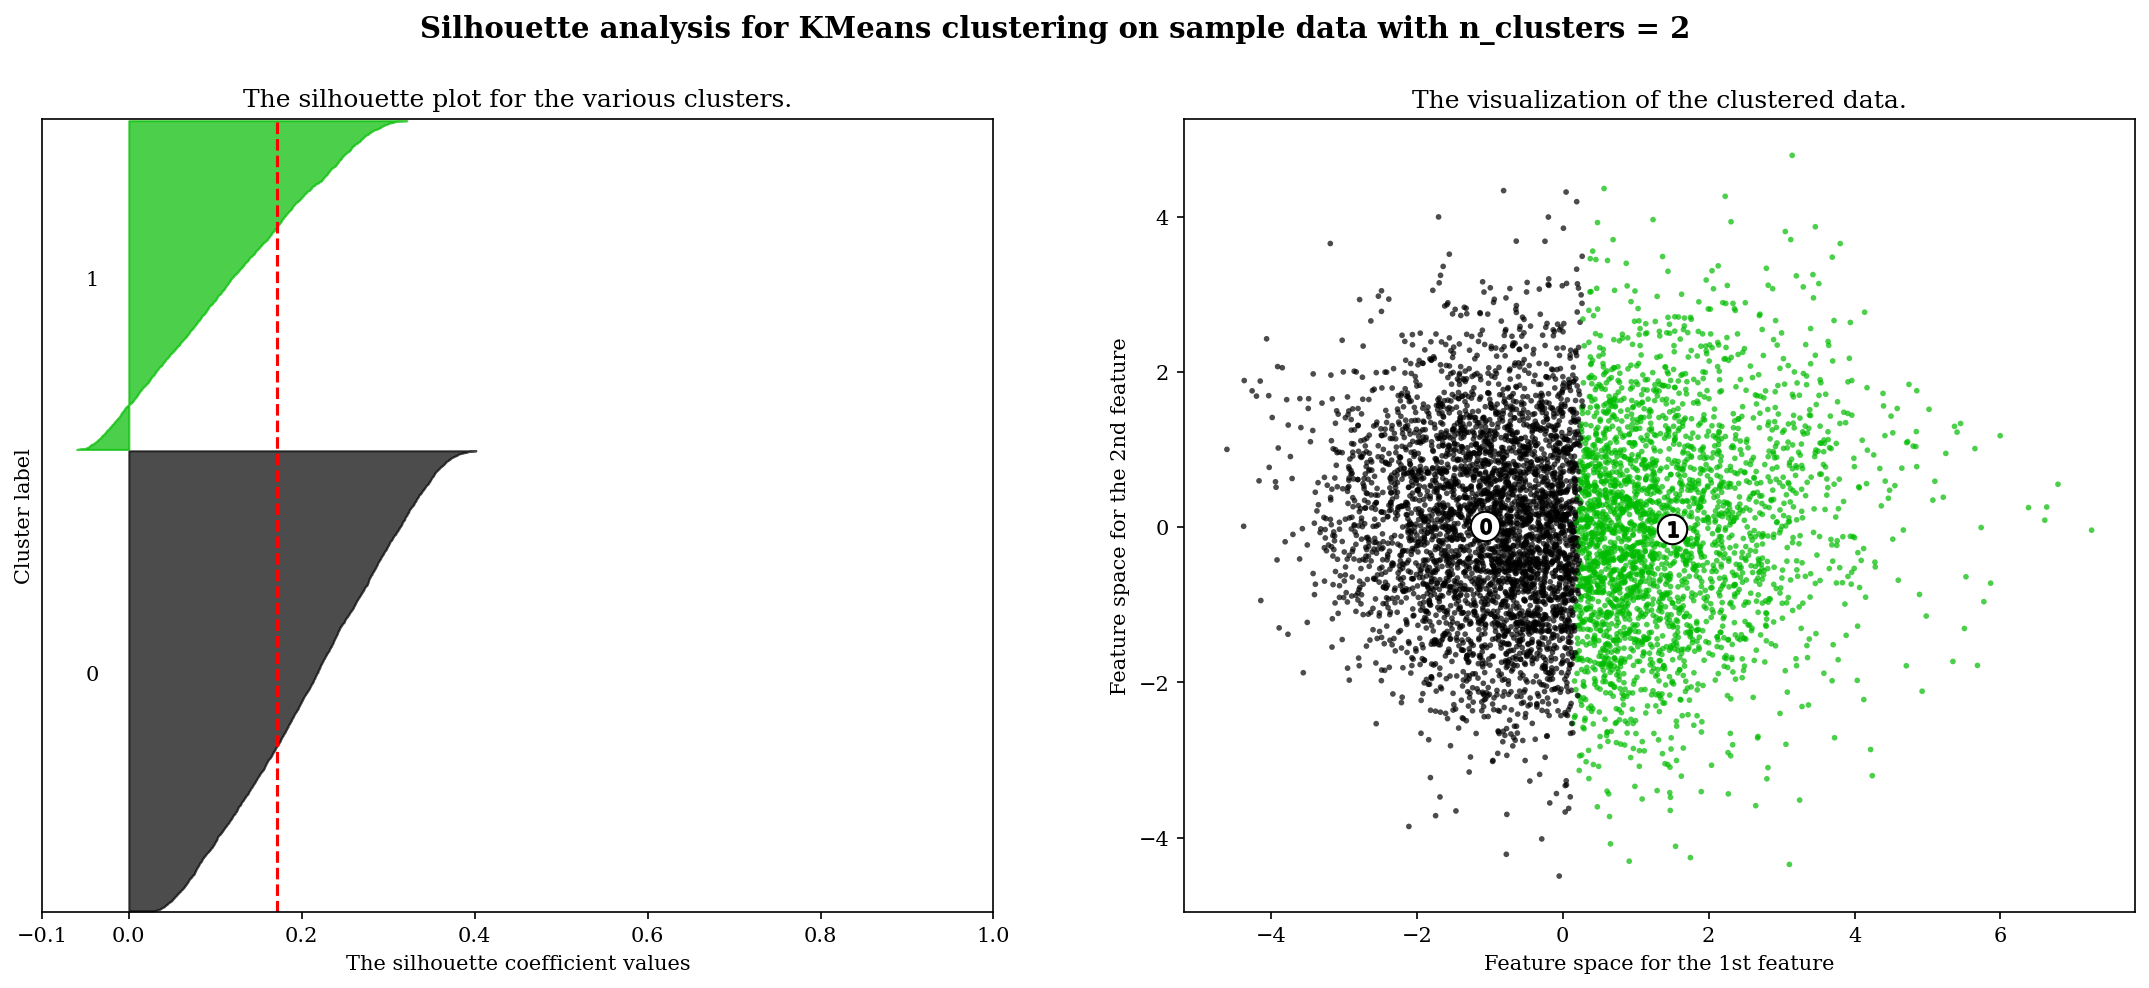 Silhouette analysis for KMeans clustering on sample data with n_clusters = 2
The silhouette plot for the various clusters.
1
0
Cluster label
−0.1 0.0 0.2 0.4 0.6 0.8 1.0
The silhouette coefficient values
The visualization of the clustered data.
4
2
0
−2
−4
Feature space for the 2nd feature
0 1
−4 −2 0 2 4 6
Feature space for the 1st feature